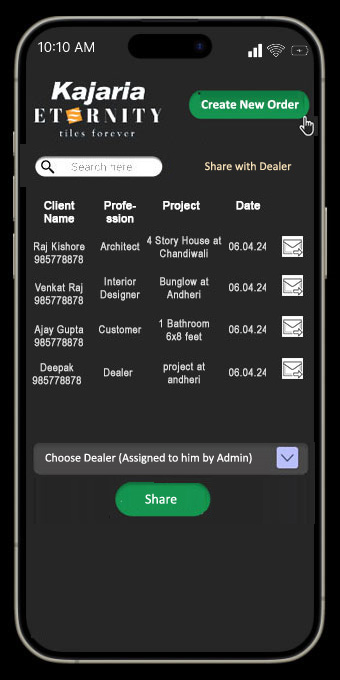 10:10 AM
Kajaria
ETERNITY
tiles forever
Create New Order
Search here
Share with Dealer
Client Name Profe-ssion Project Date
Raj Kishore 985778878 Architect 4 Story House at Chandiwali 06.04.24
Venkat Raj 985778878 Interior Designer Bunglow at Andheri 06.04.24
Ajay Gupta 985778878 Customer 1 Bathroom 6x8 feet 06.04.24
Deepak 985778878 Dealer project at andheri 06.04.24
Choose Dealer (Assigned to him by Admin)
Share